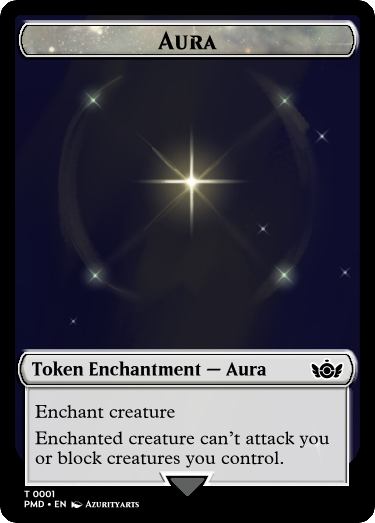 Aura
Token Enchantment — Aura
Enchant creature
Enchanted creature can't attack you
or block creatures you control.
T 0001
PMD • EN Azurityarts